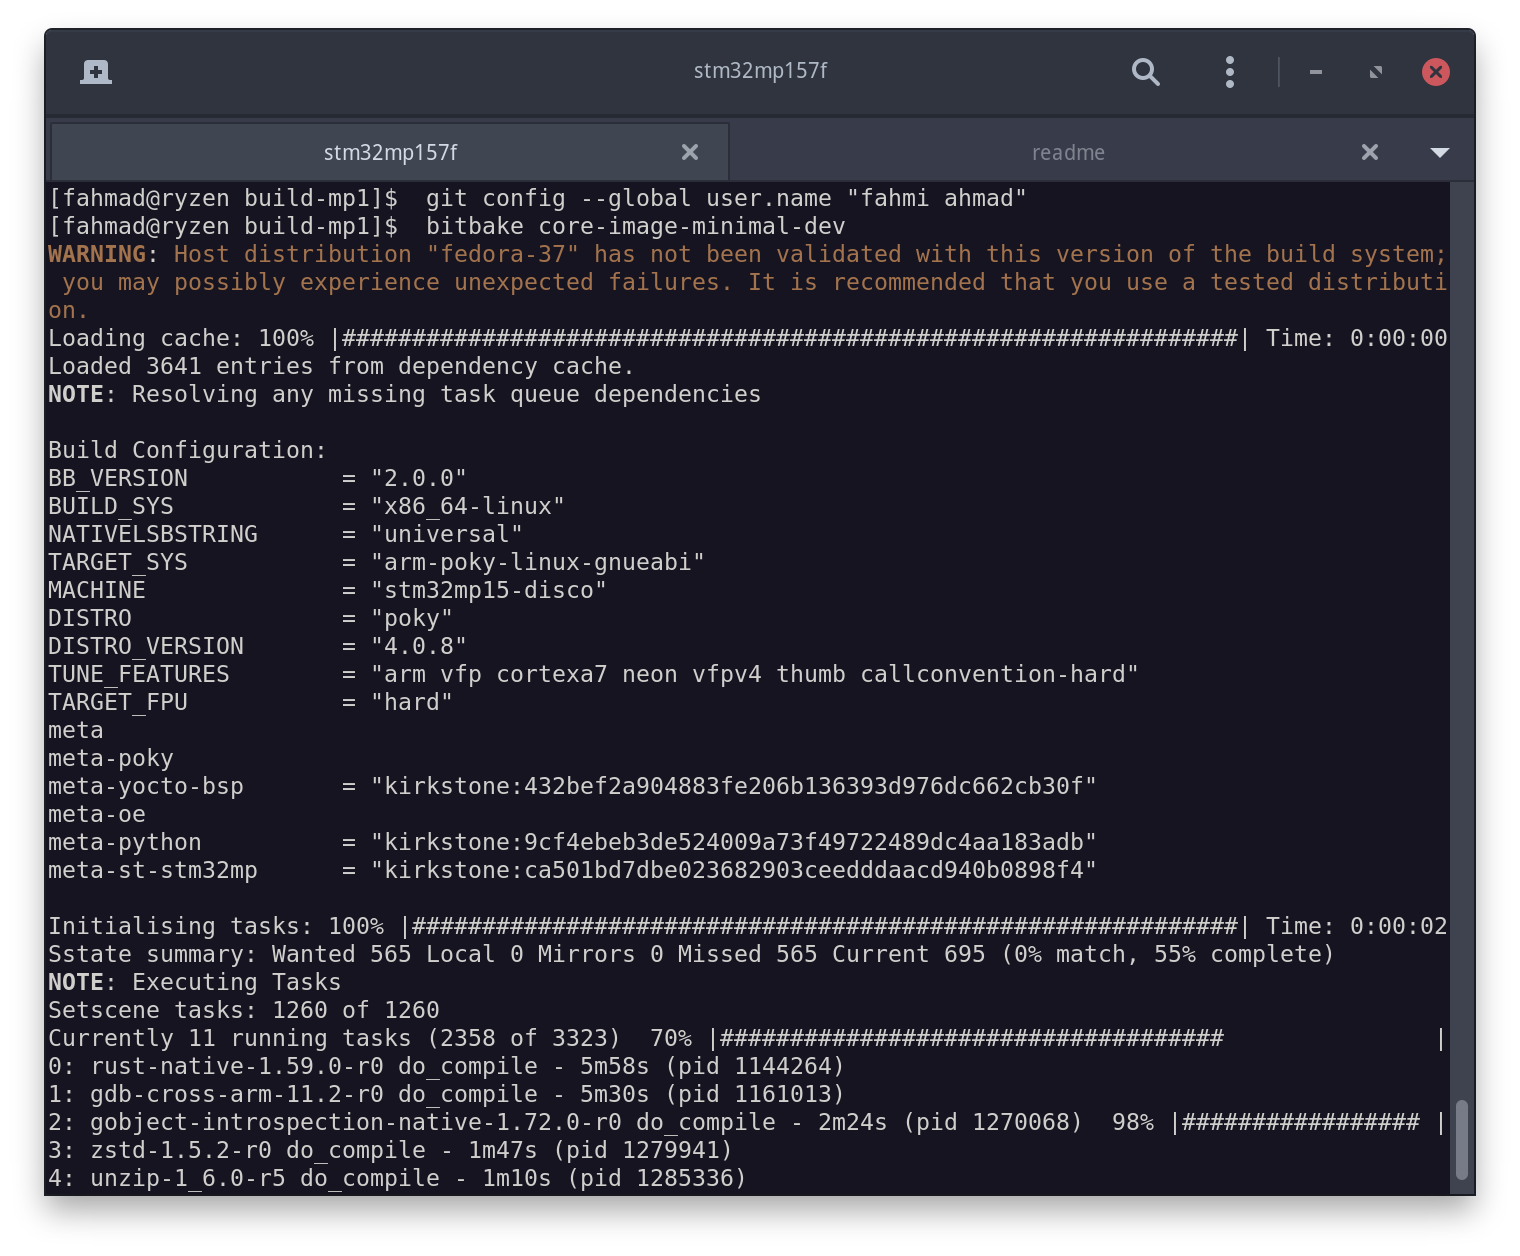 stm32mp157f
stm32mp157f
readme
[fahmad@ryzen build-mp1]$  git config --global user.name "fahmi ahmad"
[fahmad@ryzen build-mp1]$  bitbake core-image-minimal-dev
WARNING: Host distribution "fedora-37" has not been validated with this version of the build system;
 you may possibly experience unexpected failures. It is recommended that you use a tested distributi
on.
Loading cache: 100% |################################################################| Time: 0:00:00
Loaded 3641 entries from dependency cache.
NOTE: Resolving any missing task queue dependencies

Build Configuration:
BB_VERSION           = "2.0.0"
BUILD_SYS            = "x86_64-linux"
NATIVELSBSTRING      = "universal"
TARGET_SYS           = "arm-poky-linux-gnueabi"
MACHINE              = "stm32mp15-disco"
DISTRO               = "poky"
DISTRO_VERSION       = "4.0.8"
TUNE_FEATURES        = "arm vfp cortexa7 neon vfpv4 thumb callconvention-hard"
TARGET_FPU           = "hard"
meta
meta-poky
meta-yocto-bsp       = "kirkstone:432bef2a904883fe206b136393d976dc662cb30f"
meta-oe
meta-python          = "kirkstone:9cf4ebeb3de524009a73f49722489dc4aa183adb"
meta-st-stm32mp      = "kirkstone:ca501bd7dbe023682903ceedddaacd940b0898f4"

Initialising tasks: 100% |###########################################################| Time: 0:00:02
Sstate summary: Wanted 565 Local 0 Mirrors 0 Missed 565 Current 695 (0% match, 55% complete)
NOTE: Executing Tasks
Setscene tasks: 1260 of 1260
Currently 11 running tasks (2358 of 3323)  70% |####################################               |
0: rust-native-1.59.0-r0 do_compile - 5m58s (pid 1144264)
1: gdb-cross-arm-11.2-r0 do_compile - 5m30s (pid 1161013)
2: gobject-introspection-native-1.72.0-r0 do_compile - 2m24s (pid 1270068)  98% |################# |
3: zstd-1.5.2-r0 do_compile - 1m47s (pid 1279941)
4: unzip-1_6.0-r5 do_compile - 1m10s (pid 1285336)